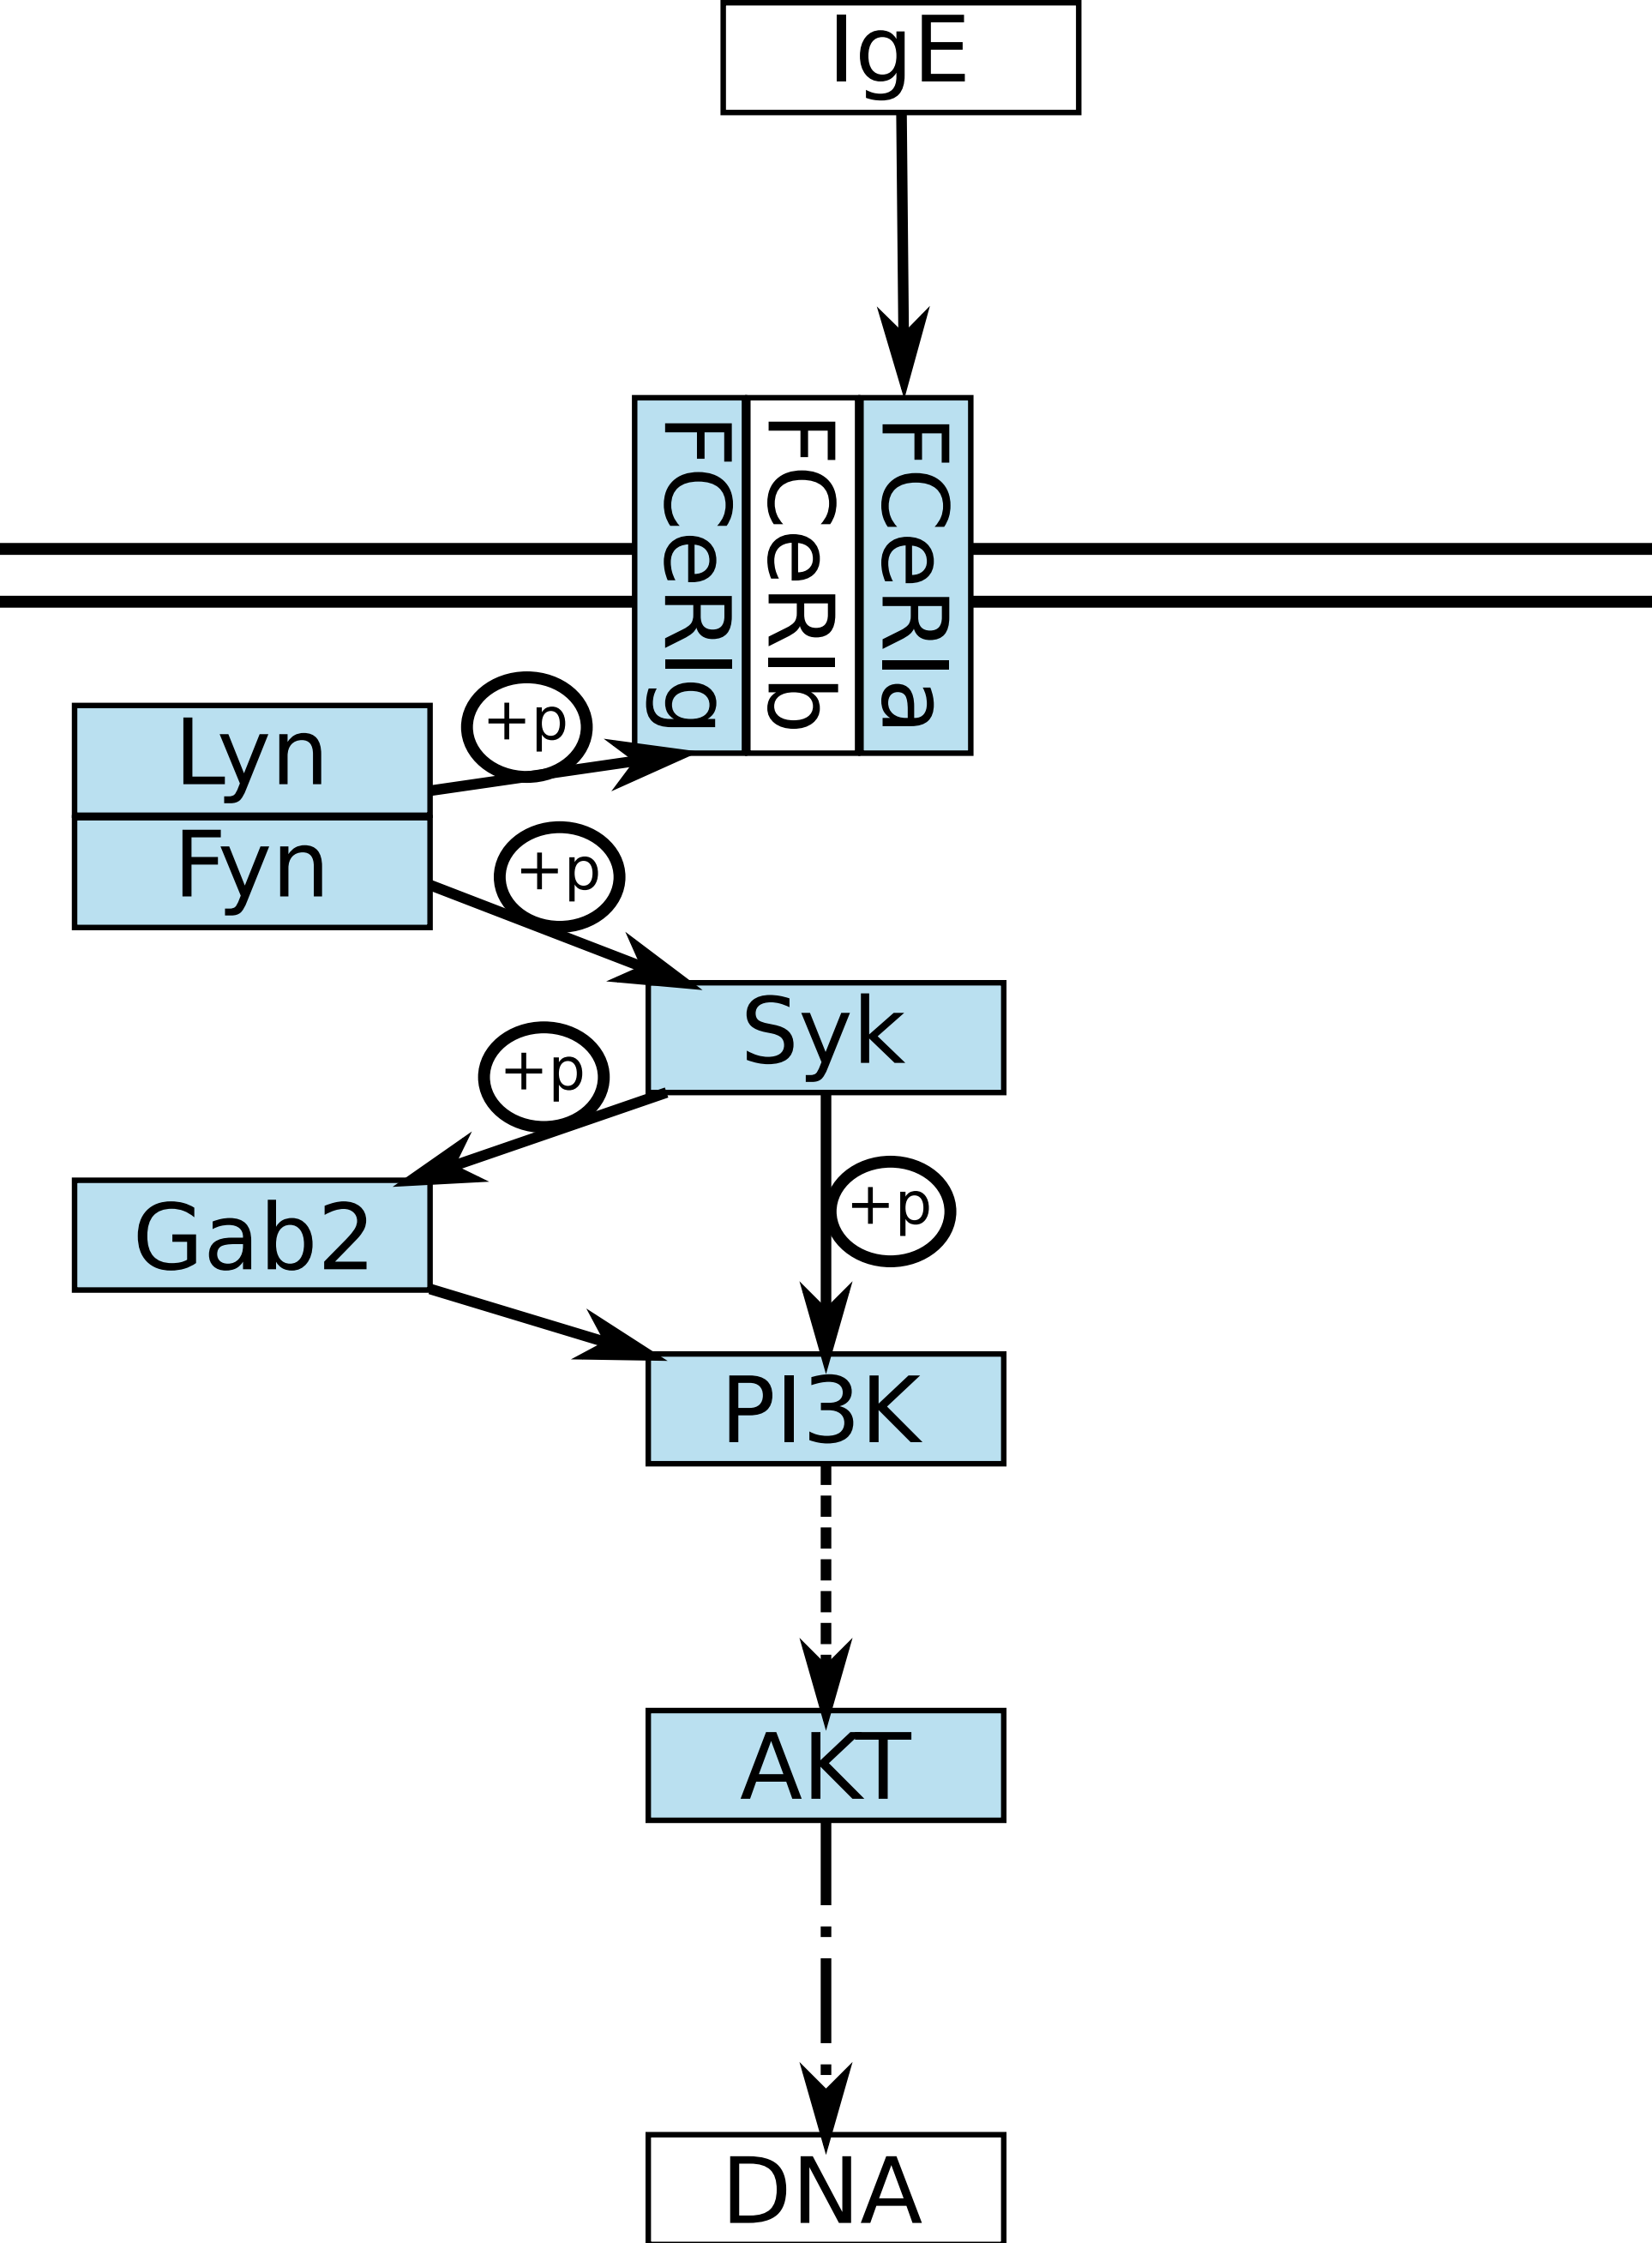 IgE
FCeRIg
FCeRIb
FCeRIa
+p
Lyn
Fyn
+p
Syk
+p
Gab2
+p
PI3K
AKT
DNA